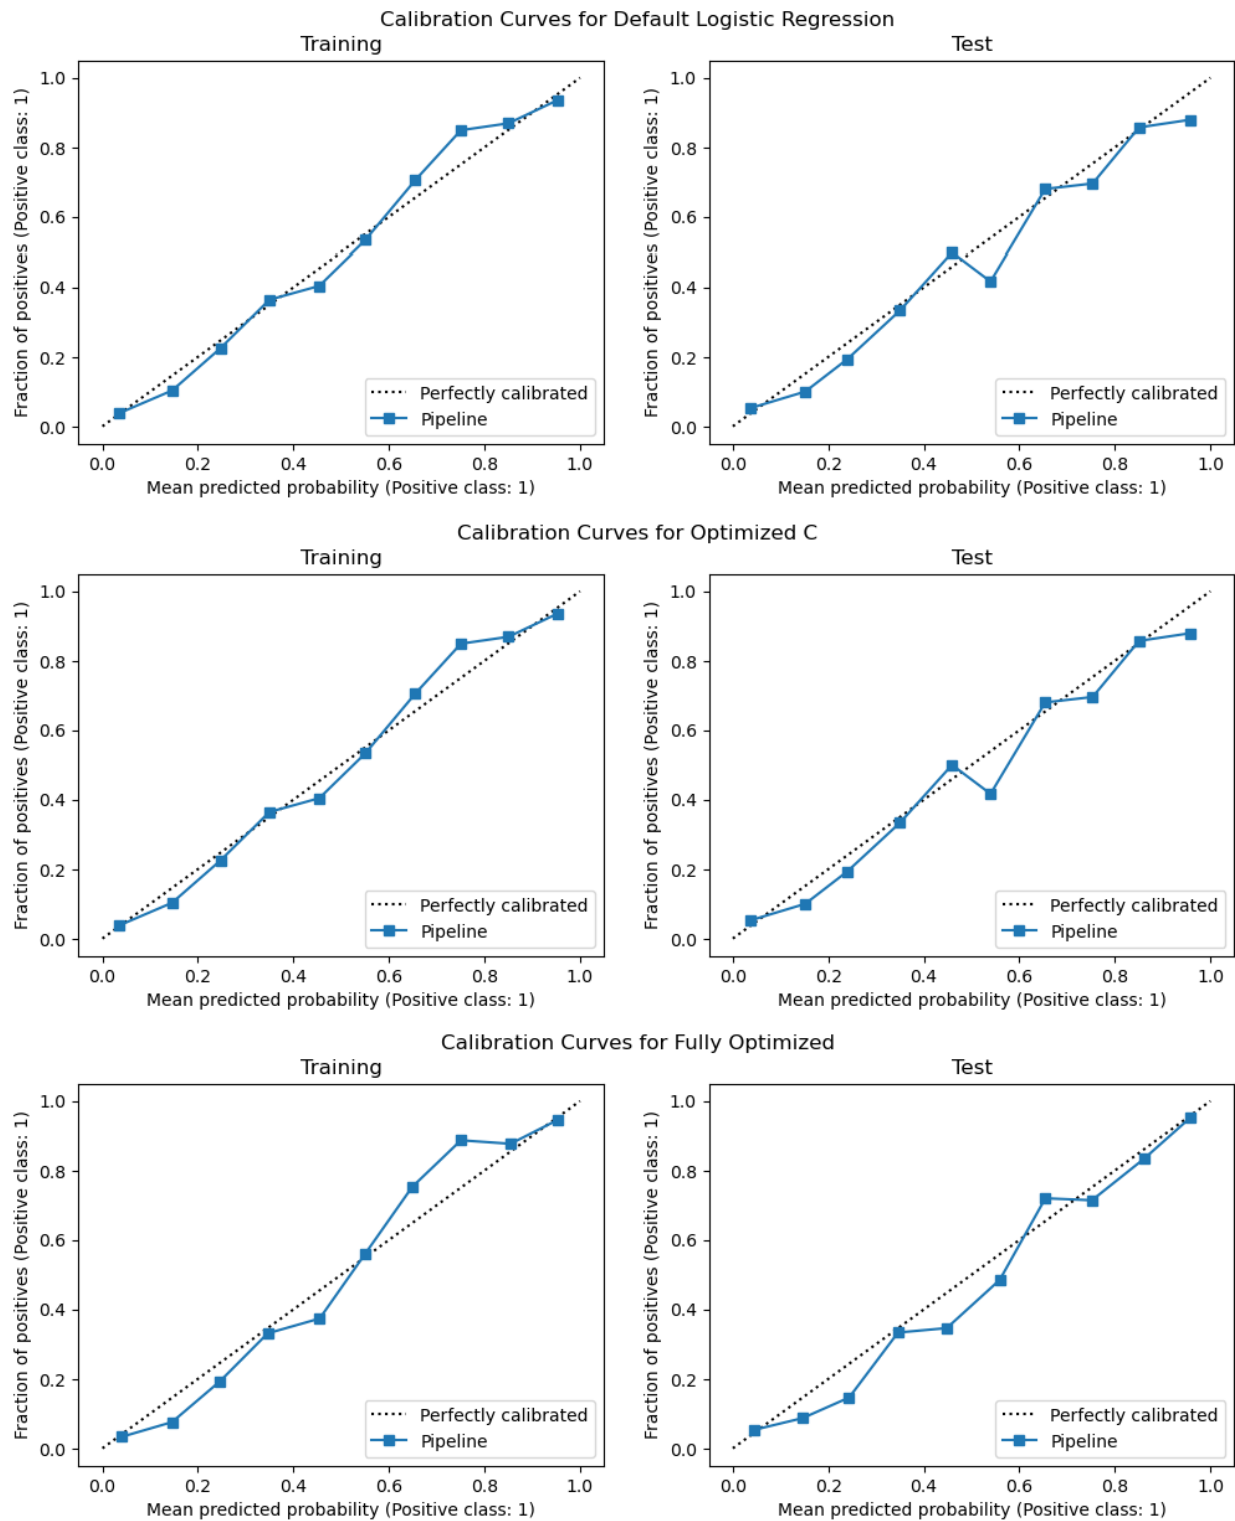 Calibration Curves for Default Logistic Regression
Training
Fraction of positives (Positive class: 1)
1.0
0.8
0.6
0.4
0.2
0.0
Perfectly calibrated
Pipeline
0.0 0.2 0.4 0.6 0.8 1.0
Mean predicted probability (Positive class: 1)
Test
Fraction of positives (Positive class: 1)
1.0
0.8
0.6
0.4
0.2
0.0
Perfectly calibrated
Pipeline
0.0 0.2 0.4 0.6 0.8 1.0
Mean predicted probability (Positive class: 1)
Calibration Curves for Optimized C
Training
Fraction of positives (Positive class: 1)
1.0
0.8
0.6
0.4
0.2
0.0
Perfectly calibrated
Pipeline
0.0 0.2 0.4 0.6 0.8 1.0
Mean predicted probability (Positive class: 1)
Test
Fraction of positives (Positive class: 1)
1.0
0.8
0.6
0.4
0.2
0.0
Perfectly calibrated
Pipeline
0.0 0.2 0.4 0.6 0.8 1.0
Mean predicted probability (Positive class: 1)
Calibration Curves for Fully Optimized
Training
Fraction of positives (Positive class: 1)
1.0
0.8
0.6
0.4
0.2
0.0
Perfectly calibrated
Pipeline
0.0 0.2 0.4 0.6 0.8 1.0
Mean predicted probability (Positive class: 1)
Test
Fraction of positives (Positive class: 1)
1.0
0.8
0.6
0.4
0.2
0.0
Perfectly calibrated
Pipeline
0.0 0.2 0.4 0.6 0.8 1.0
Mean predicted probability (Positive class: 1)